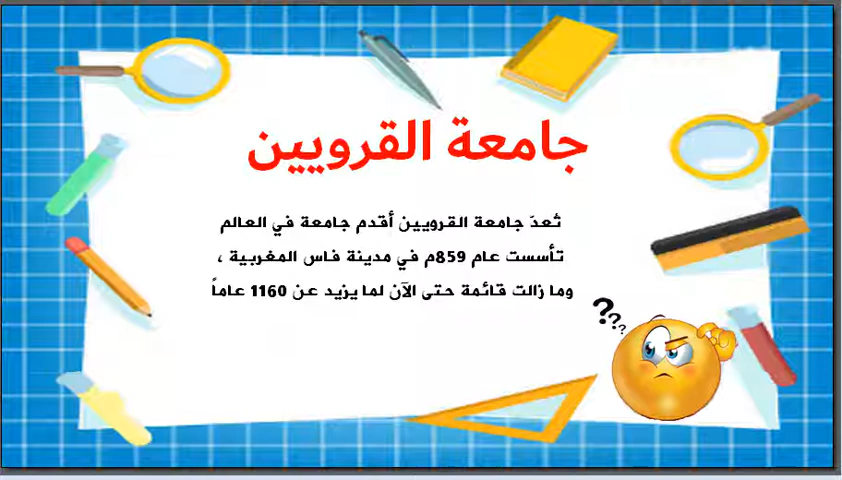 جامعة القرويين
تُعدّ جامعة القرويين أقدم جامعة في العالم
تأسست عام 859م في مدينة فاس المغربية ،
وما زالت قائمة حتى الآن لما يزيد عن 1160 عاماً
???